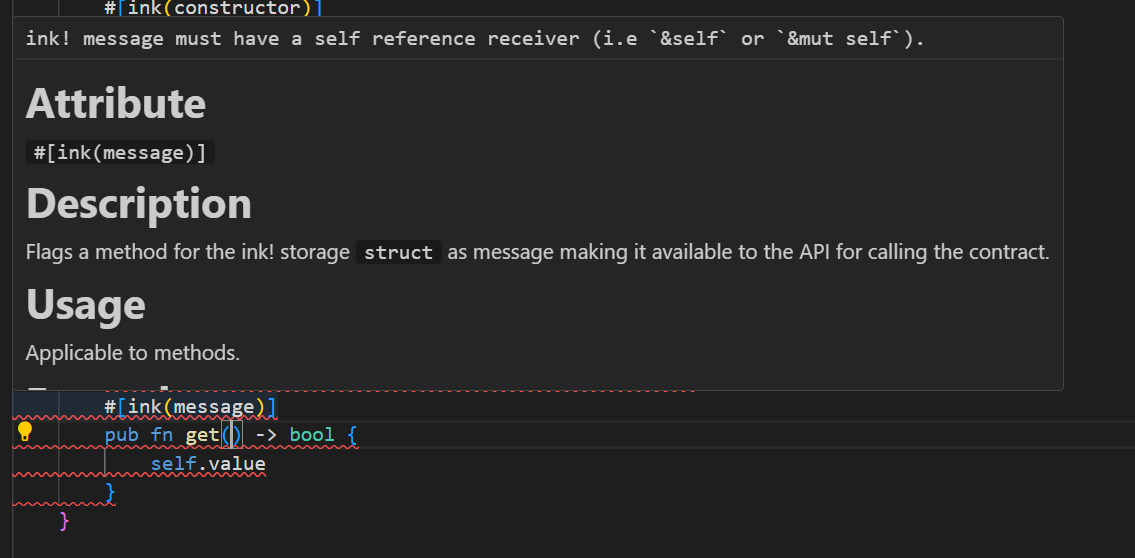 #[ink(constructor)]
ink! message must have a self reference receiver (i.e `&self` or `&mut self`).
Attribute
#[ink(message)]
Description
Flags a method for the ink! storage struct as message making it available to the API for calling the contract.
Usage
Applicable to methods.
#[ink(message)]
pub fn get() -> bool {
self.value
}
}